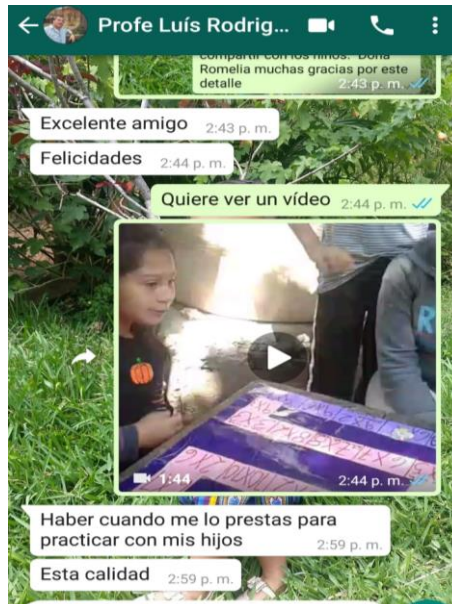 Profe Luís Rodrig...
compartir con los niños. Doña
Romelia muchas gracias por este
detalle
2:43 p. m.
Excelente amigo 2:43 p. m.
Felicidades 2:44 p. m.
Quiere ver un vídeo 2:44 p. m.
1:44
2:44 p. m.
Haber cuando me lo prestas para
practicar con mis hijos
2:59 p. m.
Esta calidad 2:59 p. m.